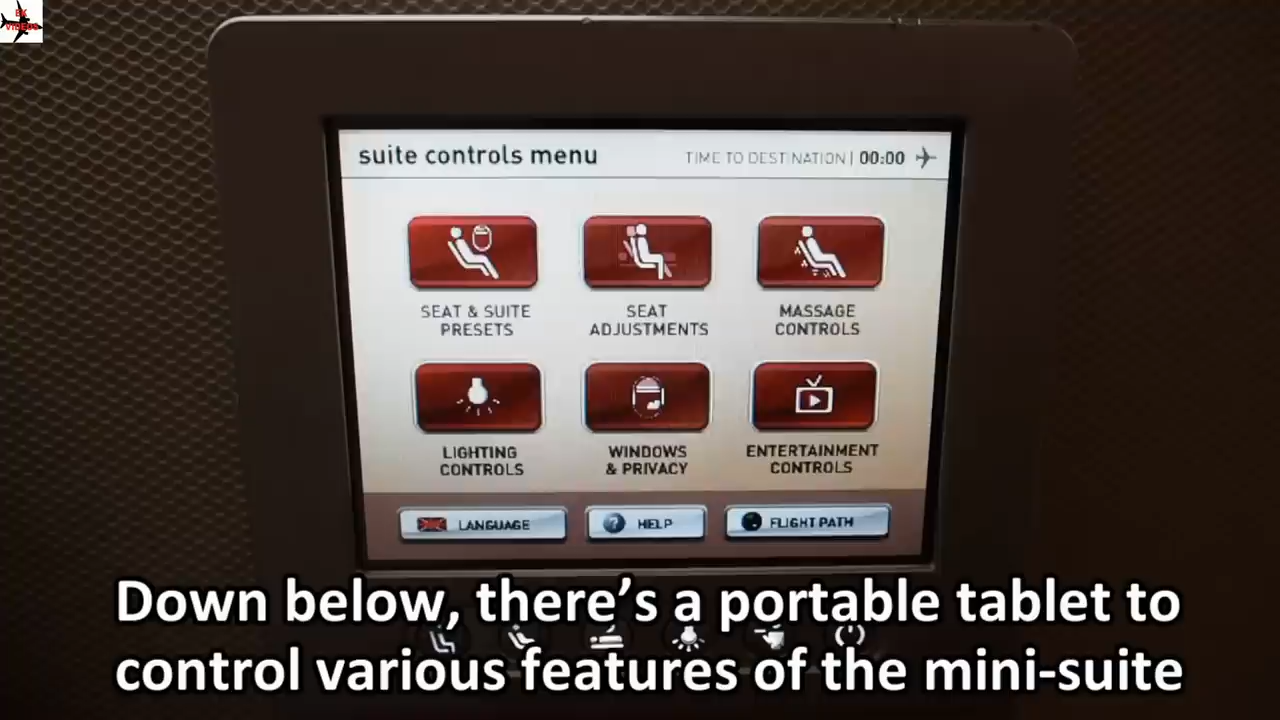 EK
VIDEOS
suite controls menu
TIME TO DESTINATION | 00:00
SEAT & SUITE
PRESETS
SEAT
ADJUSTMENTS
MASSAGE
CONTROLS
LIGHTING
CONTROLS
WINDOWS
& PRIVACY
ENTERTAINMENT
CONTROLS
LANGUAGE
? HELP
FLIGHT PATH
Down below, there’s a portable tablet to
control various features of the mini-suite